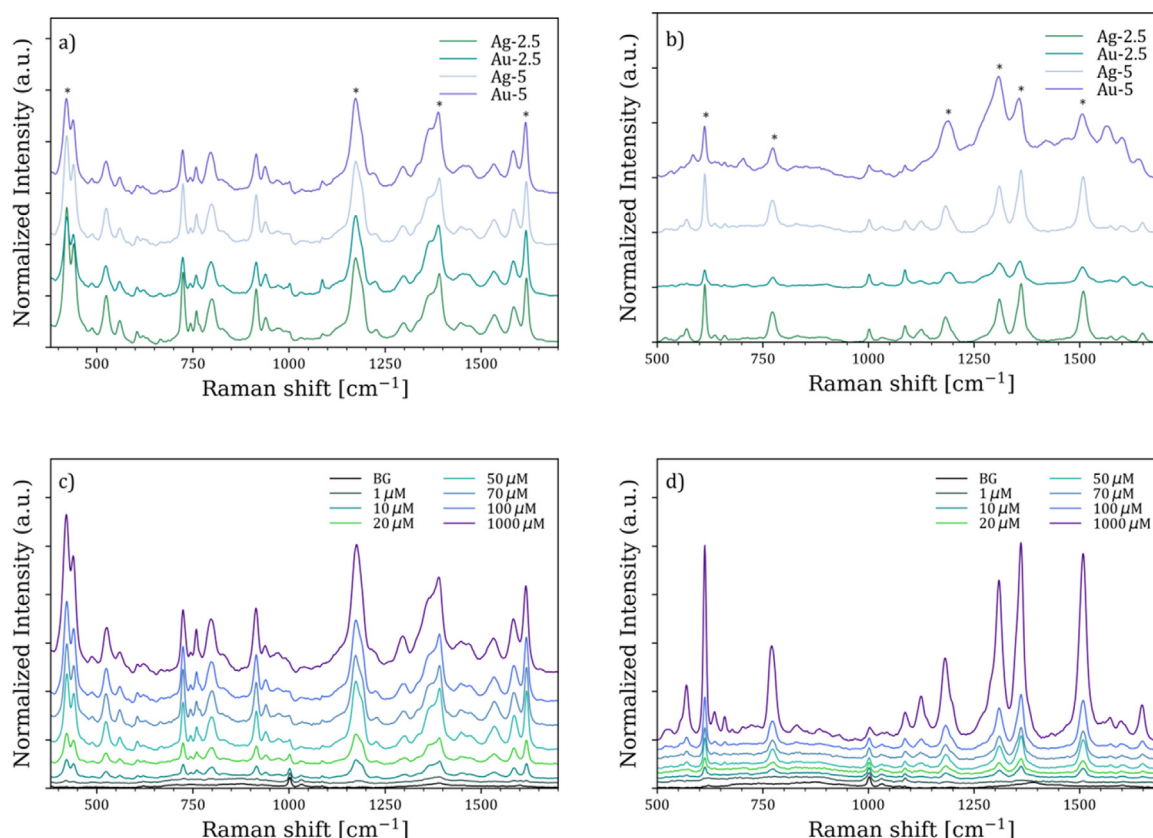 a)
Ag-2.5
Au-2.5
Ag-5
Au-5
* * * *
Normalized Intensity (a.u.)
500 750 1000 1250 1500
Raman shift [cm⁻¹]
b)
Ag-2.5
Au-2.5
Ag-5
Au-5
* * * * * *
Normalized Intensity (a.u.)
500 750 1000 1250 1500
Raman shift [cm⁻¹]
c)
BG 50 μM
1 μM 70 μM
10 μM 100 μM
20 μM 1000 μM
Normalized Intensity (a.u.)
500 750 1000 1250 1500
Raman shift [cm⁻¹]
d)
BG 50 μM
1 μM 70 μM
10 μM 100 μM
20 μM 1000 μM
Normalized Intensity (a.u.)
500 750 1000 1250 1500
Raman shift [cm⁻¹]